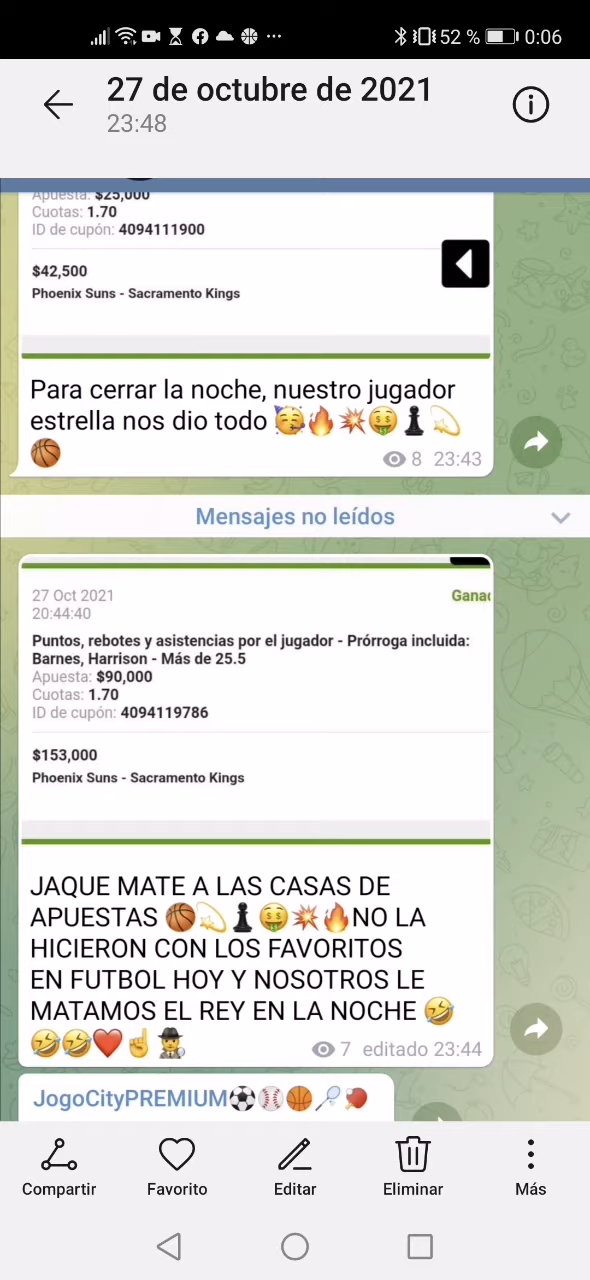 52 % 0:06
27 de octubre de 2021
23:48
Apuesta: $25,000
Cuotas: 1.70
ID de cupón: 4094111900
$42,500
Phoenix Suns - Sacramento Kings
Para cerrar la noche, nuestro jugador
estrella nos dio todo 🥳🔥💥🤑♟️💫
🏀 8 23:43
Mensajes no leídos
27 Oct 2021 Ganad
20:44:40
Puntos, rebotes y asistencias por el jugador - Prórroga incluida:
Barnes, Harrison - Más de 25.5
Apuesta: $90,000
Cuotas: 1.70
ID de cupón: 4094119786
$153,000
Phoenix Suns - Sacramento Kings
JAQUE MATE A LAS CASAS DE
APUESTAS 🏀💫♟️🤑💥🔥NO LA
HICIERON CON LOS FAVORITOS
EN FUTBOL HOY Y NOSOTROS LE
MATAMOS EL REY EN LA NOCHE 🤣
🤣🤣❤️☝️🕵️ 7 editado 23:44
JogoCityPREMIUM⚽⚾🏀🎾🏓
Compartir Favorito Editar Eliminar Más